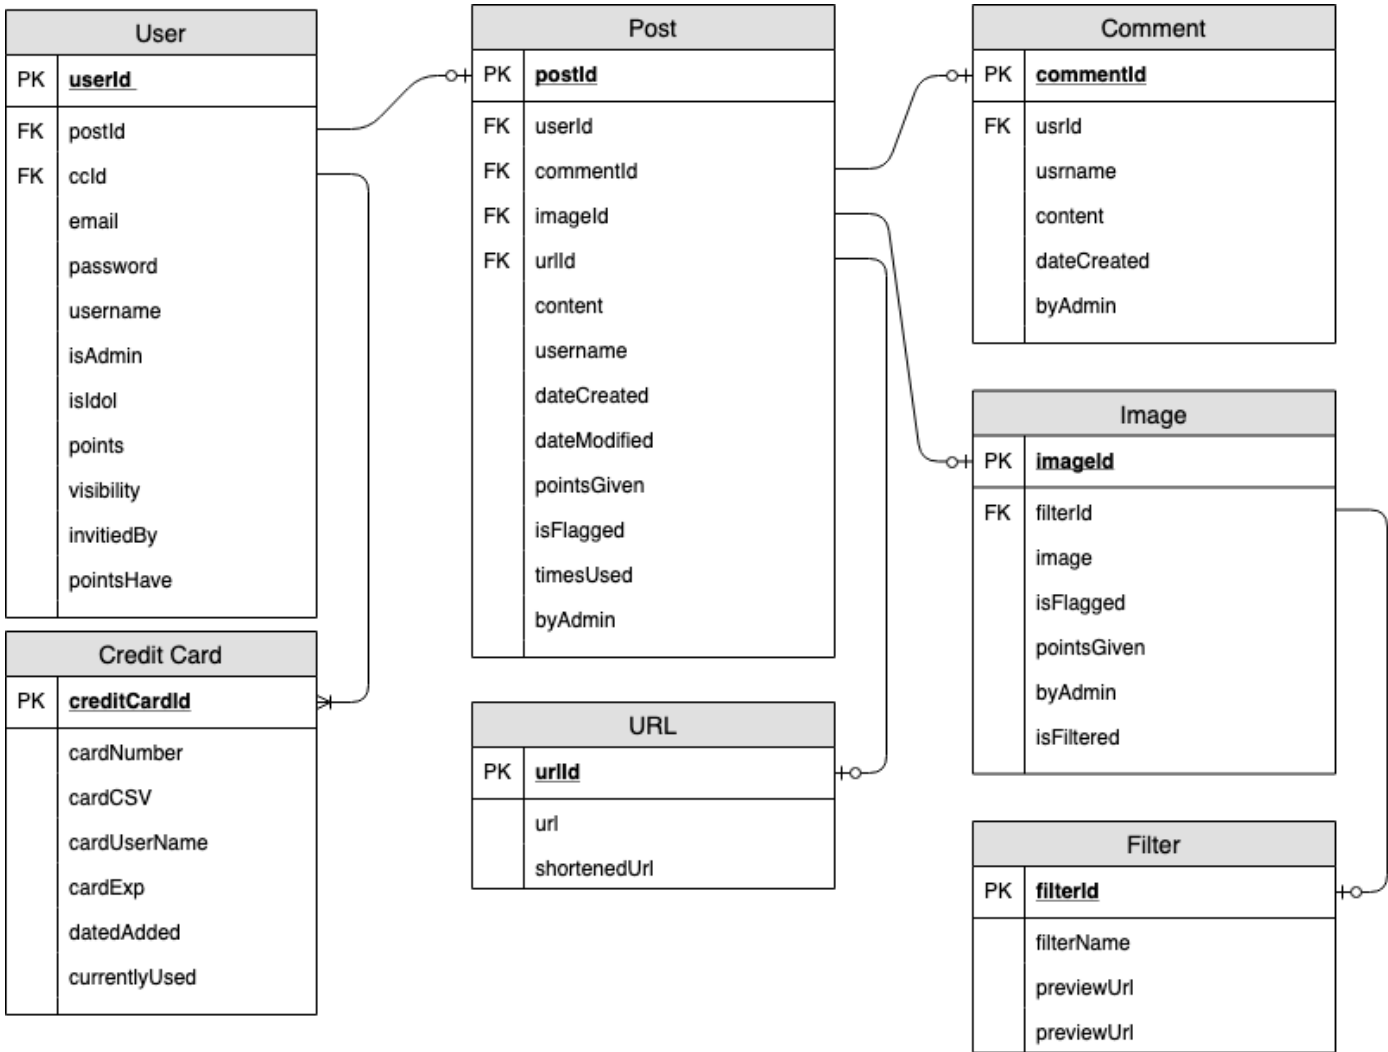 User
PK userId
FK postId
FK ccId
email
password
username
isAdmin
isIdol
points
visibility
invitiedBy
pointsHave
Credit Card
PK creditCardId
cardNumber
cardCSV
cardUserName
cardExp
datedAdded
currentlyUsed
Post
PK postId
FK userId
FK commentId
FK imageId
FK urlId
content
username
dateCreated
dateModified
pointsGiven
isFlagged
timesUsed
byAdmin
URL
PK urlId
url
shortenedUrl
Comment
PK commentId
FK usrId
usrname
content
dateCreated
byAdmin
Image
PK imageId
FK filterId
image
isFlagged
pointsGiven
byAdmin
isFiltered
Filter
PK filterId
filterName
previewUrl
previewUrl